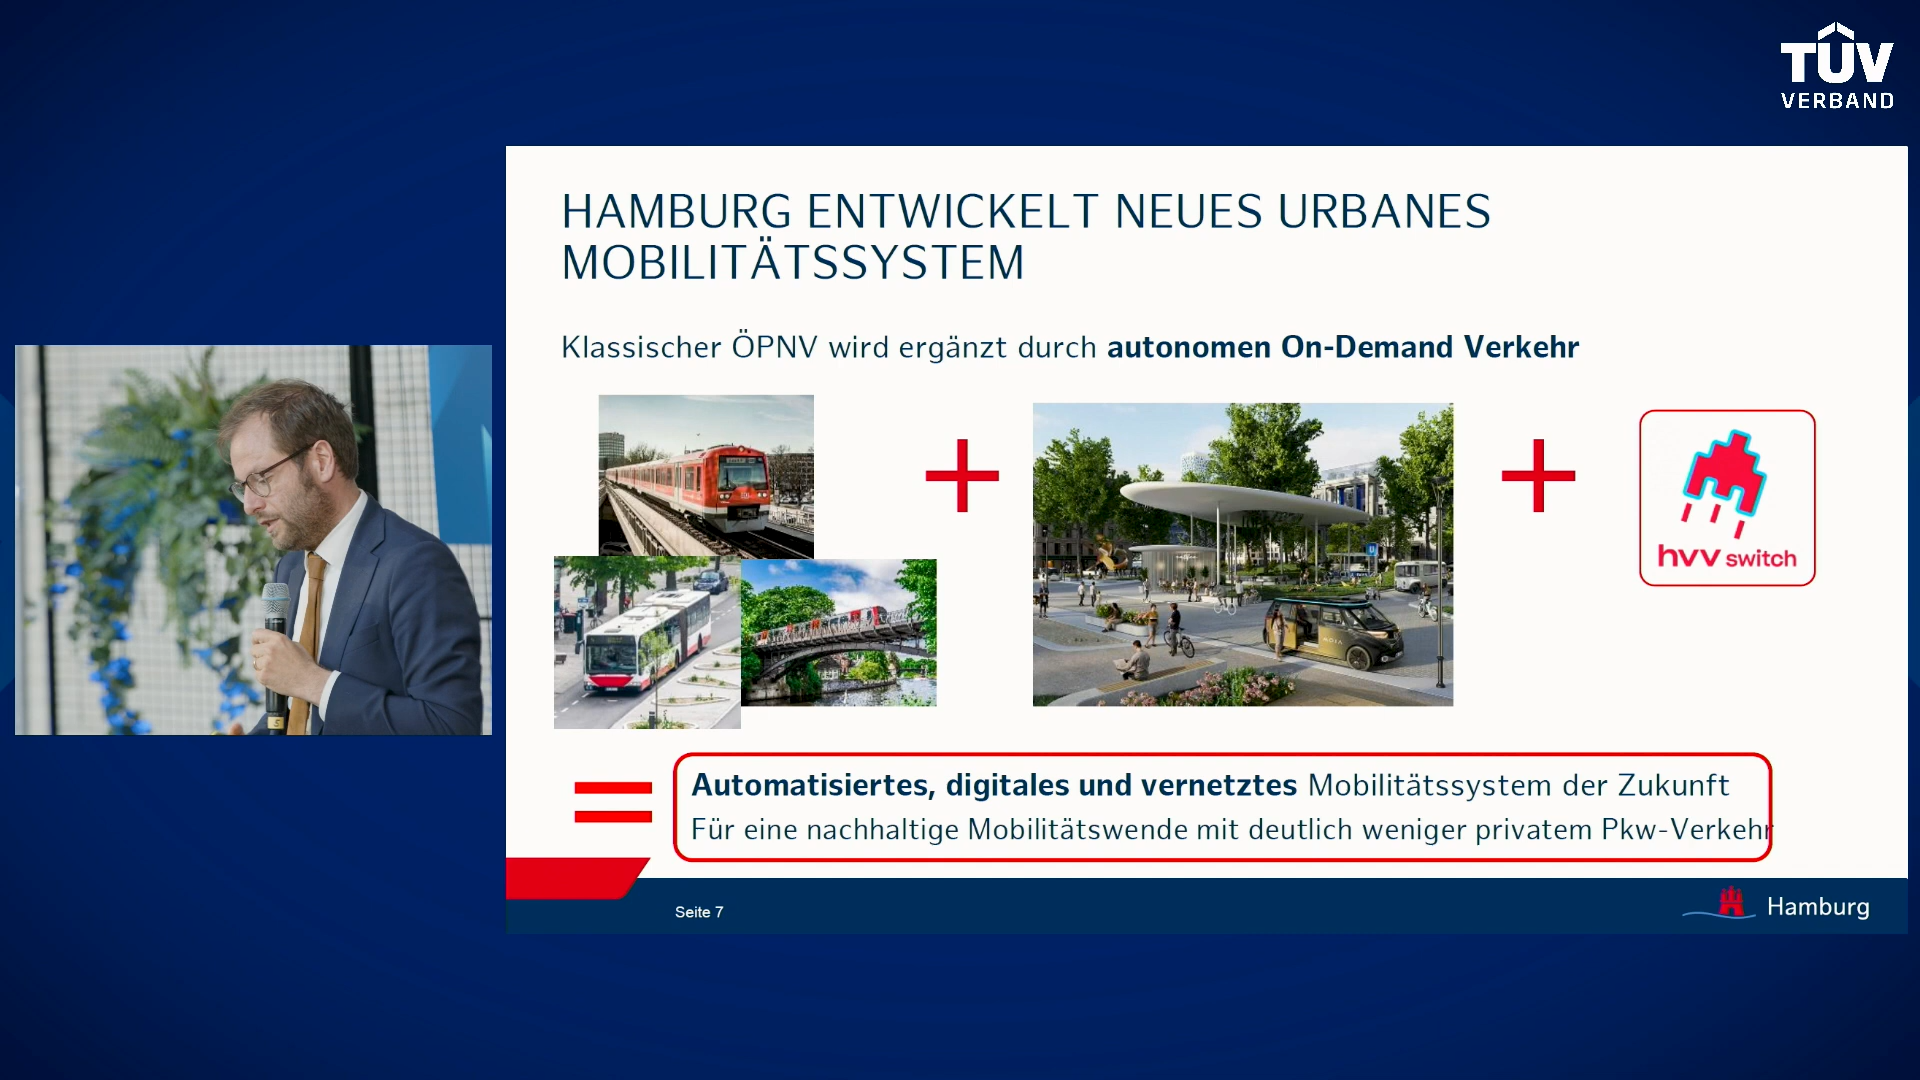 TÜV
VERBAND
HAMBURG ENTWICKELT NEUES URBANES
MOBILITÄTSSYSTEM
Klassischer ÖPNV wird ergänzt durch autonomen On-Demand Verkehr
hvv switch
Automatisiertes, digitales und vernetztes Mobilitätssystem der Zukunft
Für eine nachhaltige Mobilitätswende mit deutlich weniger privatem Pkw-Verkehr
Seite 7
Hamburg